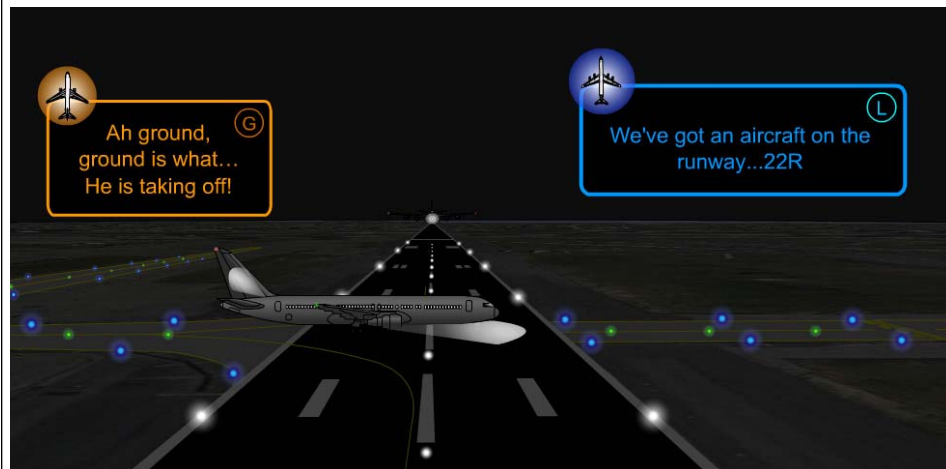 G
Ah ground,
ground is what...
He is taking off!
L
We've got an aircraft on the
runway...22R